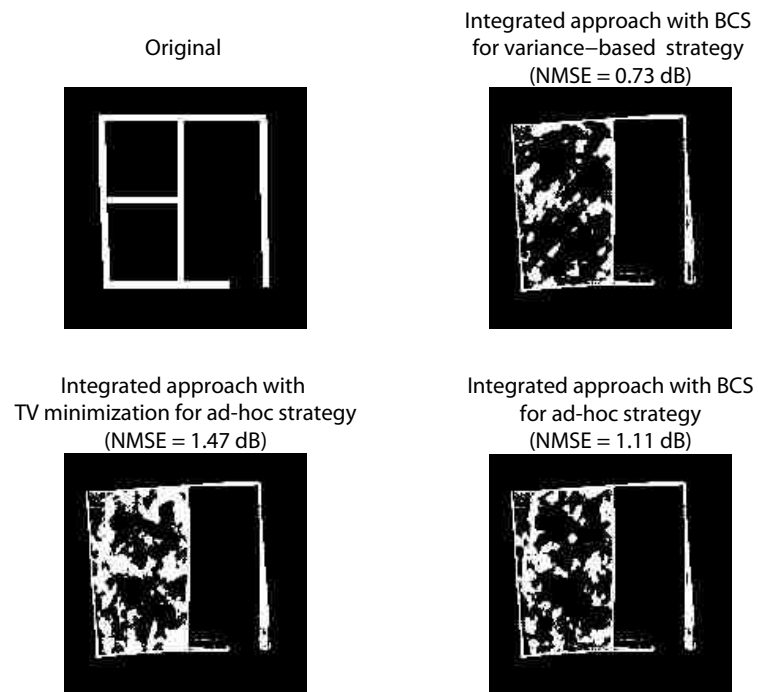 Original
Integrated approach with BCS
for variance−based strategy
(NMSE = 0.73 dB)
Integrated approach with
TV minimization for ad-hoc strategy
(NMSE = 1.47 dB)
Integrated approach with BCS
for ad-hoc strategy
(NMSE = 1.11 dB)